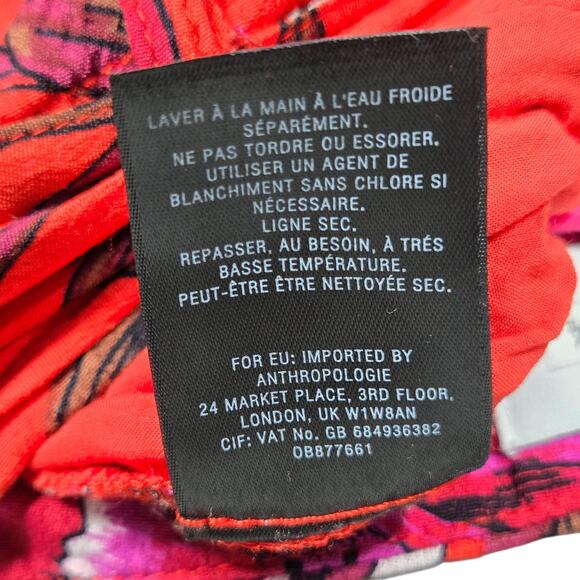 LAVER À LA MAIN À L'EAU FROIDE
SÉPARÉMENT.
NE PAS TORDRE OU ESSORER.
UTILISER UN AGENT DE
BLANCHIMENT SANS CHLORE SI
NÉCESSAIRE.
LIGNE SEC.
REPASSER, AU BESOIN, À TRÉS
BASSE TEMPÉRATURE.
PEUT-ÊTRE ÊTRE NETTOYÉE SEC.
FOR EU: IMPORTED BY
ANTHROPOLOGIE
24 MARKET PLACE, 3RD FLOOR,
LONDON, UK W1W8AN
CIF: VAT No. GB 684936382
OB877661